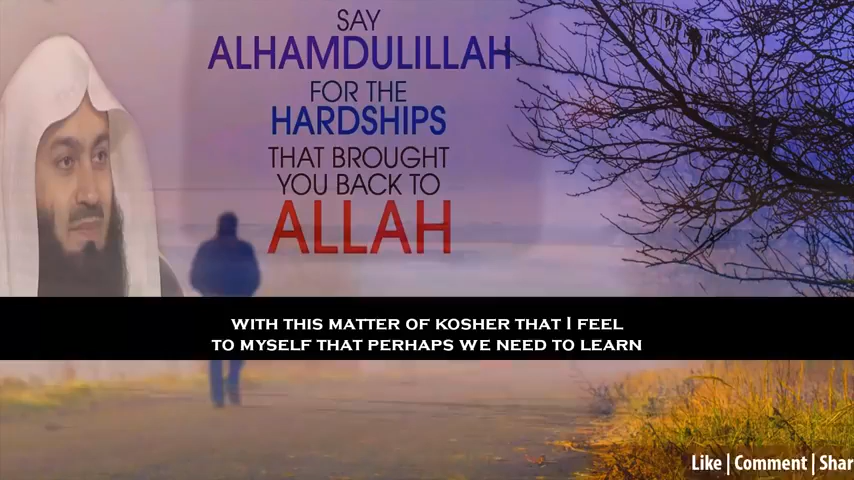 SAY
ALHAMDULILLAH
FOR THE
HARDSHIPS
THAT BROUGHT
YOU BACK TO
ALLAH
WITH THIS MATTER OF KOSHER THAT I FEEL
TO MYSELF THAT PERHAPS WE NEED TO LEARN
Like | Comment | Shar